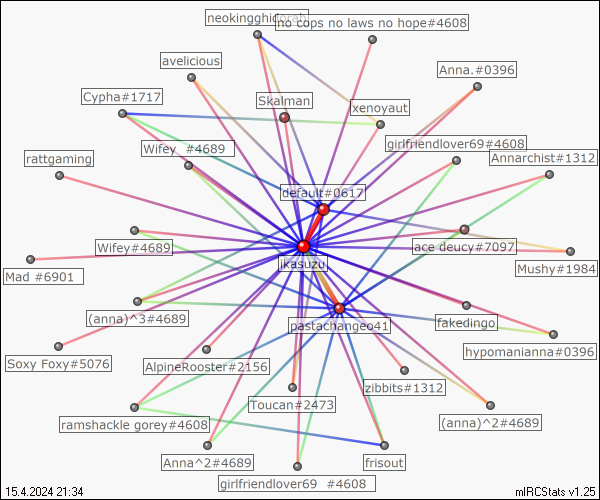 neokingghidorah
no cops no laws no hope#4608
avelicious
Anna.#0396
Cypha#1717
Skalman
xenoyaut
Wifey #4689
girlfriendlover69#4608
rattgaming
Annarchist#1312
default#0617
Wifey#4689
ace deucy#7097
ikasuzu
Mushy#1984
Mad #6901
(anna)^3#4689
pastachangeo41
fakedingo
hypomanianna#0396
Soxy Foxy#5076
AlpineRooster#2156
zibbits#1312
Toucan#2473
ramshackle gorey#4608
(anna)^2#4689
Anna^2#4689
frisout
girlfriendlover69 #4608
15.4.2024 21:34
mIRCStats v1.25